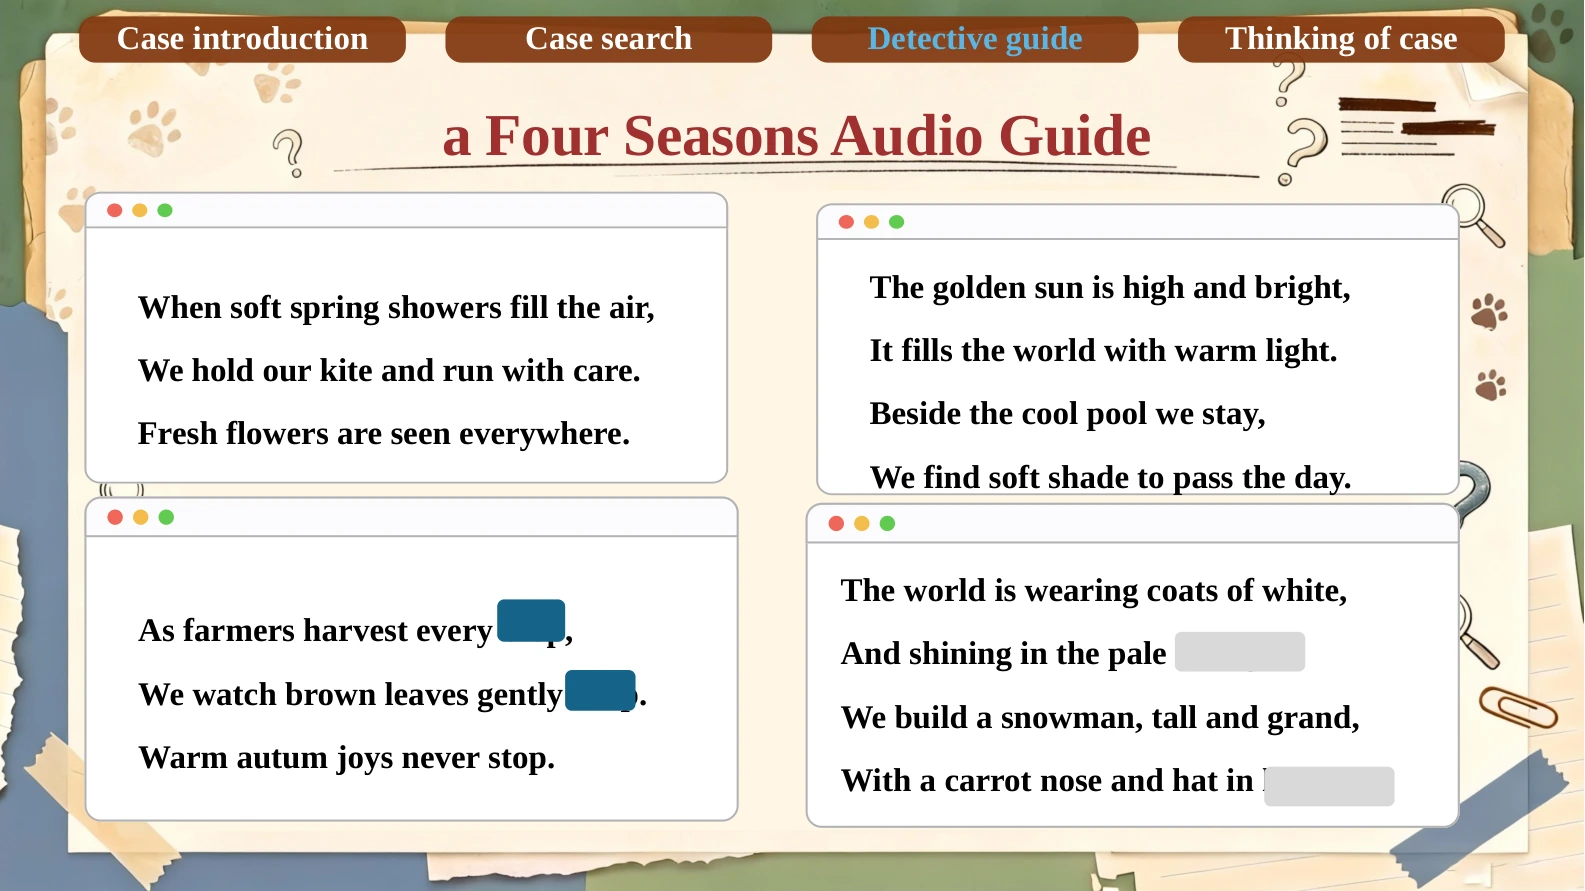 Case introduction
Case search
Detective guide
Thinking of case
a Four Seasons Audio Guide
When soft spring showers fill the air,
We hold our kite and run with care.
Fresh flowers are seen everywhere.
The golden sun is high and bright,
It fills the world with warm light.
Beside the cool pool we stay,
We find soft shade to pass the day.
As farmers harvest every ,
We watch brown leaves gently .
Warm autum joys never stop.
The world is wearing coats of white,
And shining in the pale
We build a snowman, tall and grand,
With a carrot nose and hat in